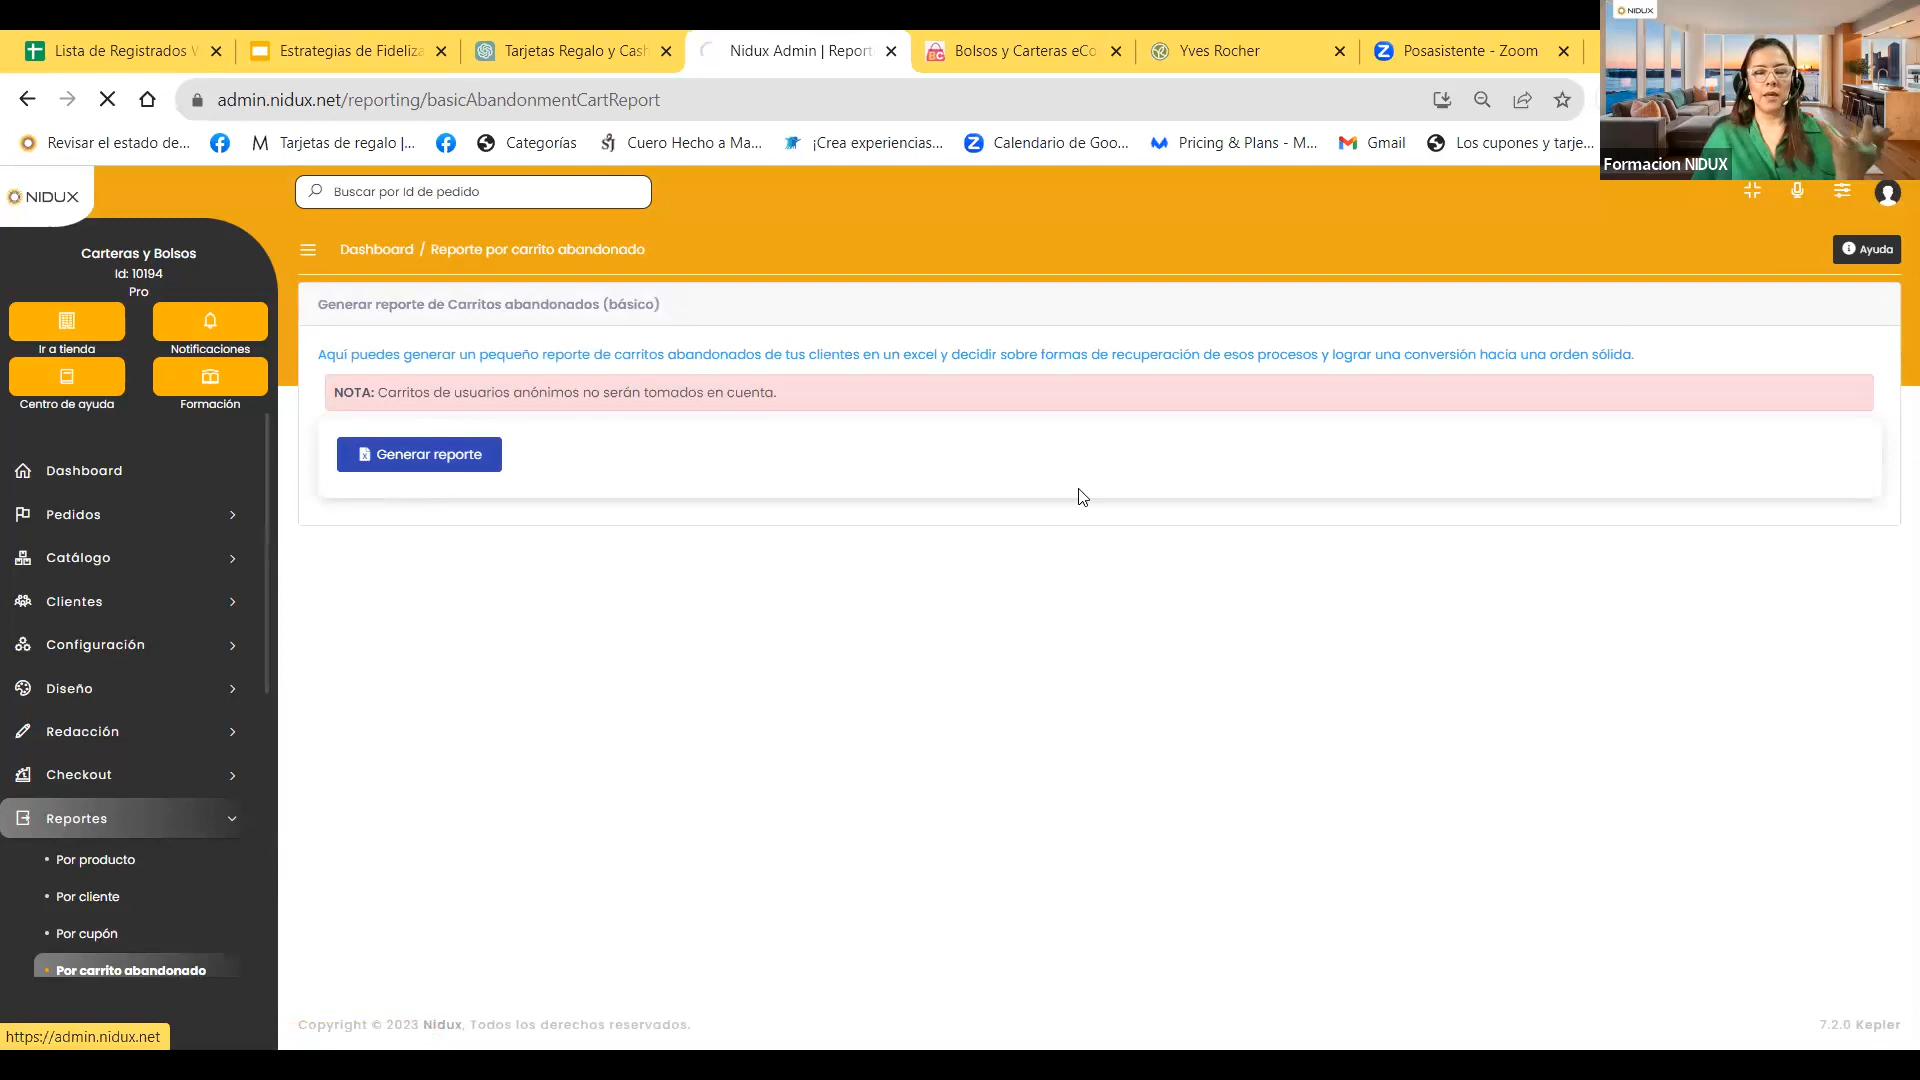 Lista de Registrados
Estrategias de Fideliza
Tarjetas Regalo y Cash
Nidux Admin | Report
Bolsos y Carteras eCo
Yves Rocher
Posasistente - Zoom
NIDUX
admin.nidux.net/reporting/basicAbandonmentCartReport
Revisar el estado de...
Tarjetas de regalo |...
Categorías
Cuero Hecho a Ma...
¡Crea experiencias...
Calendario de Goo...
Pricing & Plans - M...
Gmail
Los cupones y tarje...
Formacion NIDUX
NIDUX
Buscar por Id de pedido
Dashboard / Reporte por carrito abandonado
Ayuda
Carteras y Bolsos
Id: 10194
Pro
Ir a tienda
Notificaciones
Centro de ayuda
Formación
Generar reporte de Carritos abandonados (básico)
Aquí puedes generar un pequeño reporte de carritos abandonados de tus clientes en un excel y decidir sobre formas de recuperación de esos procesos y lograr una conversión hacia una orden sólida.
NOTA: Carritos de usuarios anónimos no serán tomados en cuenta.
Generar reporte
Dashboard
Pedidos
Catálogo
Clientes
Configuración
Diseño
Redacción
Checkout
Reportes
Por producto
Por cliente
Por cupón
Por carrito abandonado
Copyright © 2023 Nidux, Todos los derechos reservados.
7.2.0 Kepler
https://admin.nidux.net